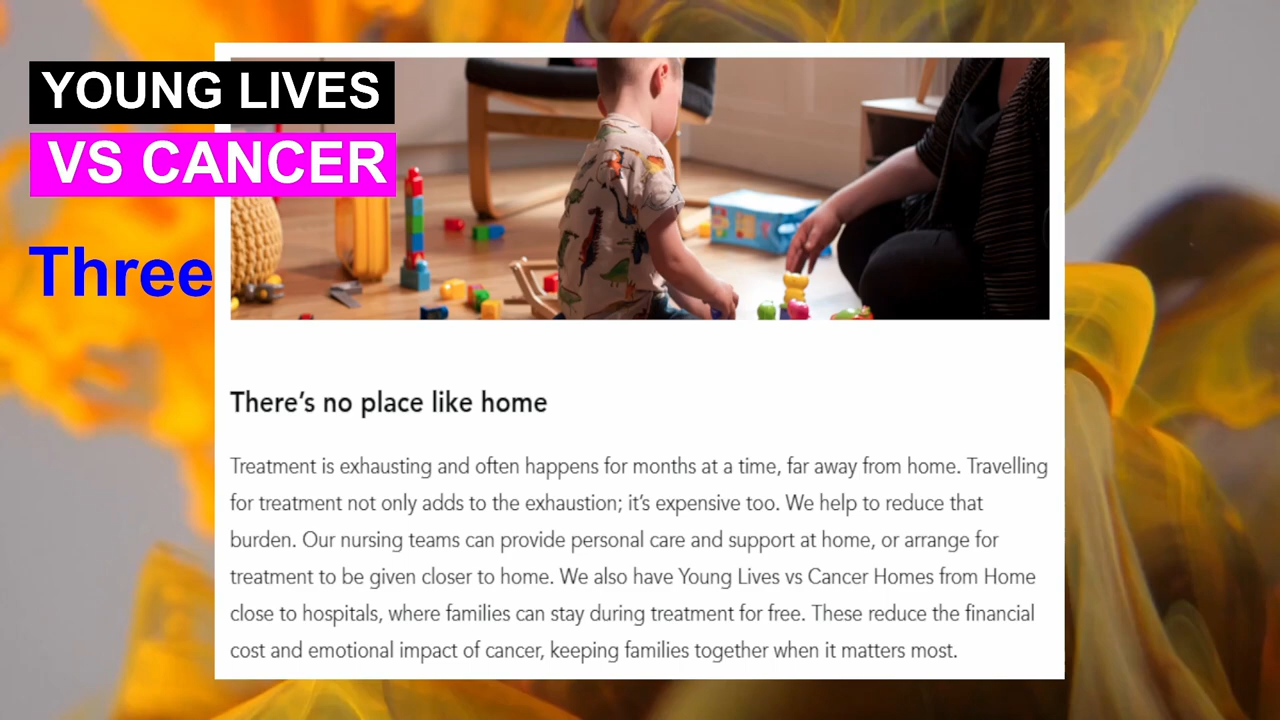 YOUNG LIVES
VS CANCER
Three
There’s no place like home
Treatment is exhausting and often happens for months at a time, far away from home. Travelling
for treatment not only adds to the exhaustion; it’s expensive too. We help to reduce that
burden. Our nursing teams can provide personal care and support at home, or arrange for
treatment to be given closer to home. We also have Young Lives vs Cancer Homes from Home
close to hospitals, where families can stay during treatment for free. These reduce the financial
cost and emotional impact of cancer, keeping families together when it matters most.